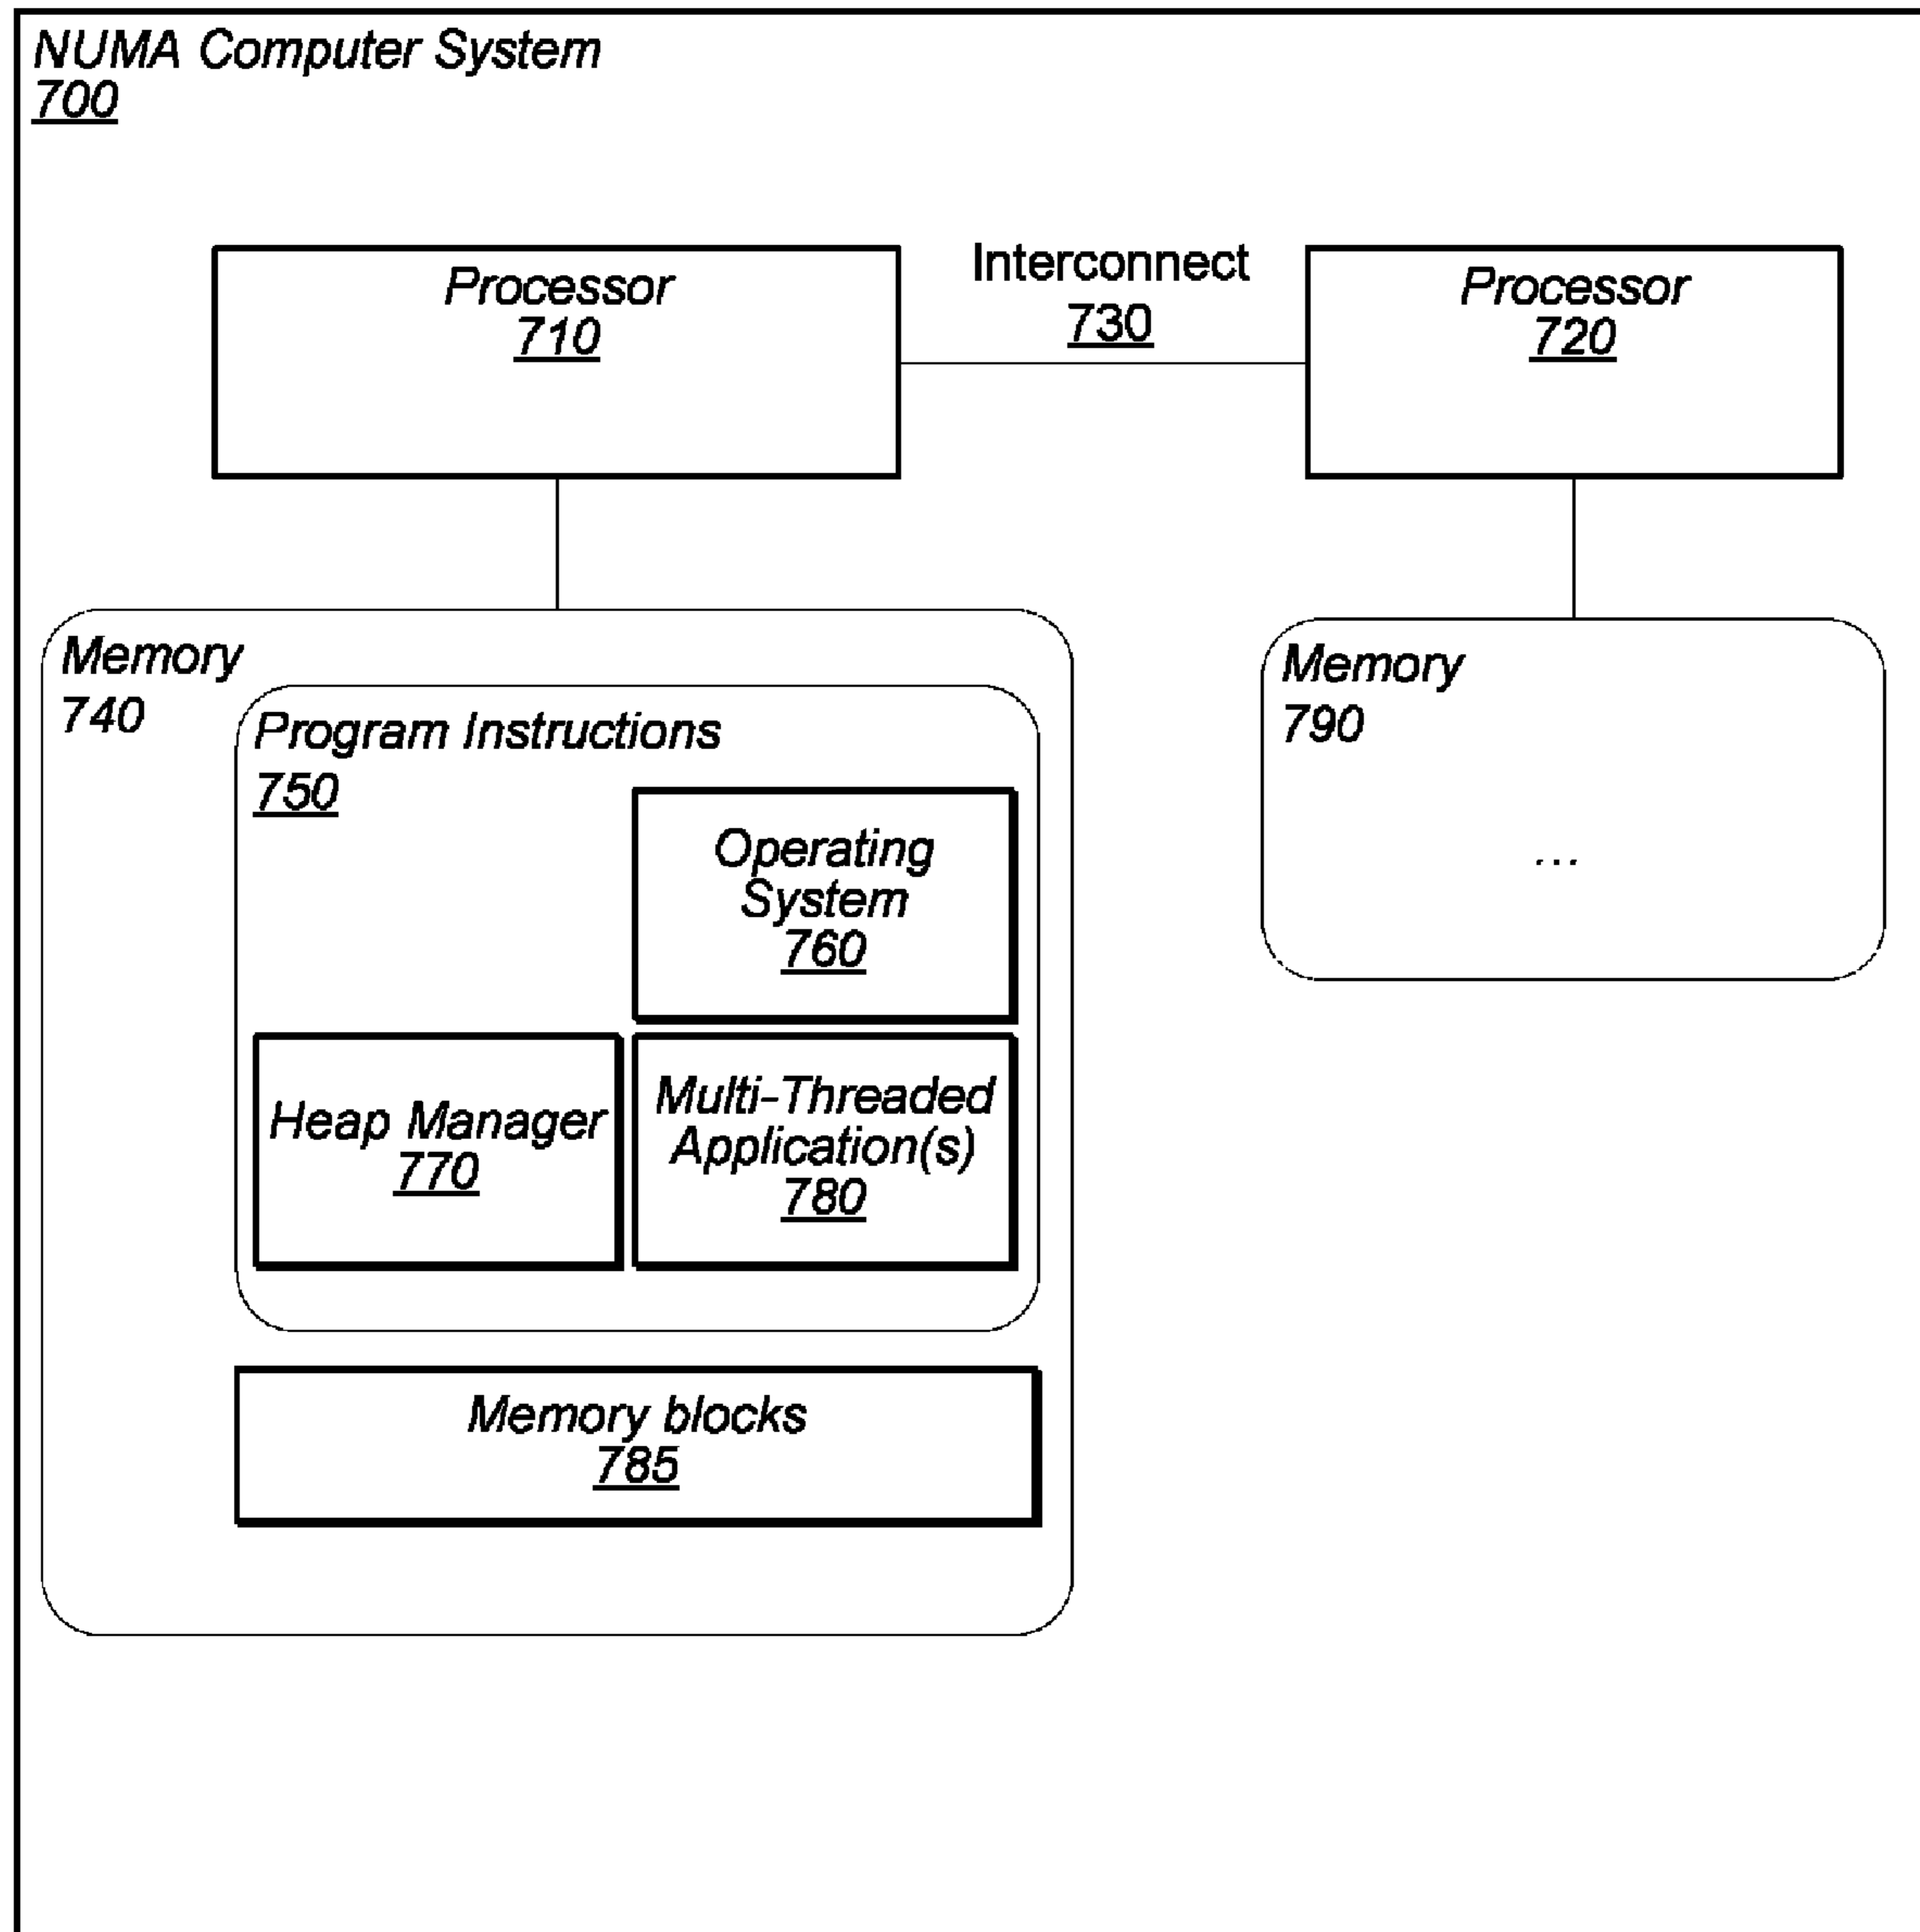 NUMA Computer System
700
Processor
710
Interconnect
730
Processor
720
Memory
740
Program Instructions
750
Operating
System
760
Heap Manager
770
Multi-Threaded
Application(s)
780
Memory blocks
785
Memory
790
...